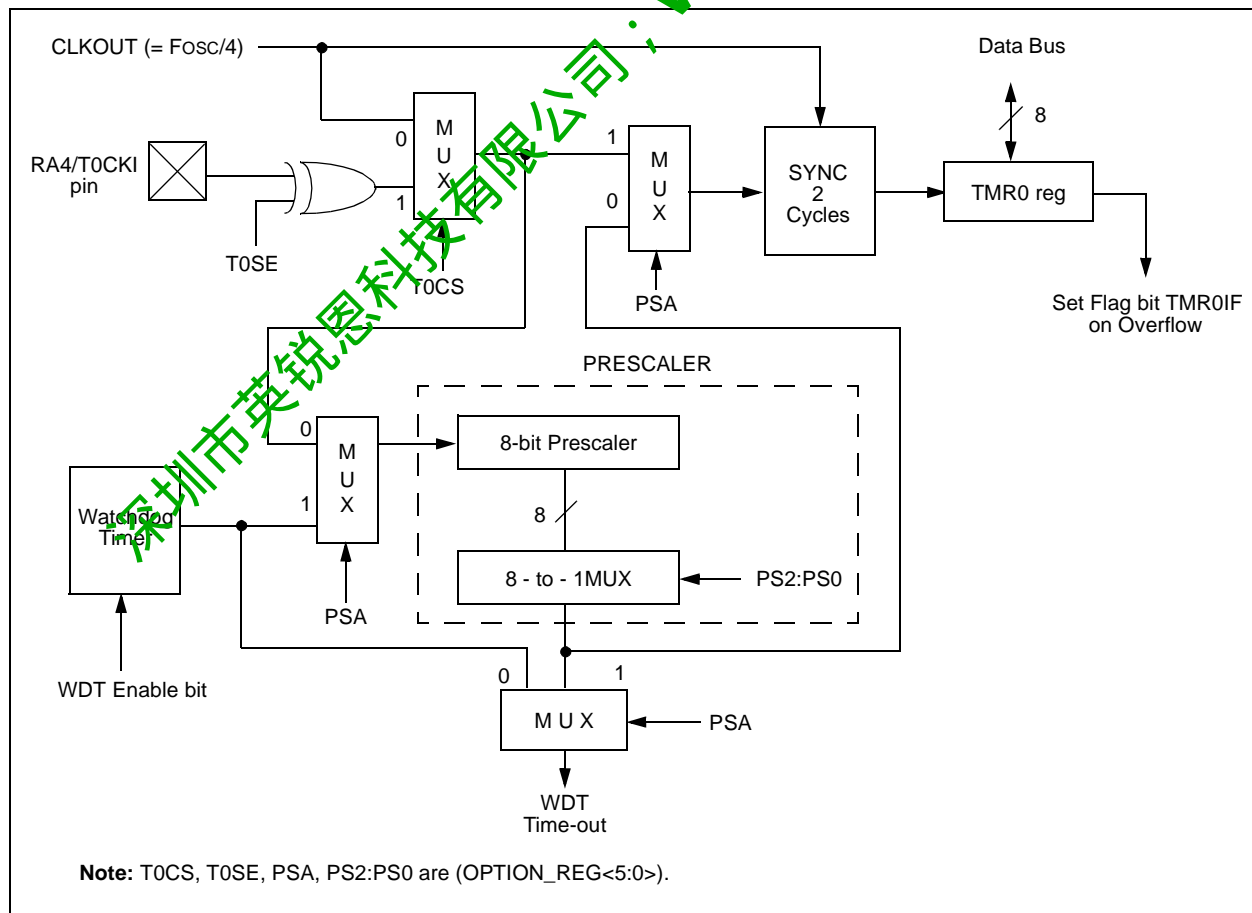 CLKOUT (= FOSC/4)
Data Bus
8
0
M
U
X
1
RA4/T0CKI
pin
T0SE
T0CS
1
0
M
U
X
PSA
SYNC
2
Cycles
TMR0 reg
Set Flag bit TMR0IF
on Overflow
PRESCALER
0
1
M
U
X
PSA
8-bit Prescaler
8
8 - to - 1MUX
PS2:PS0
Watchdog
Timer
WDT Enable bit
0
1
M U X
PSA
WDT
Time-out
Note: T0CS, T0SE, PSA, PS2:PS0 are (OPTION_REG<5:0>).
深圳市英锐恩科技有限公司；